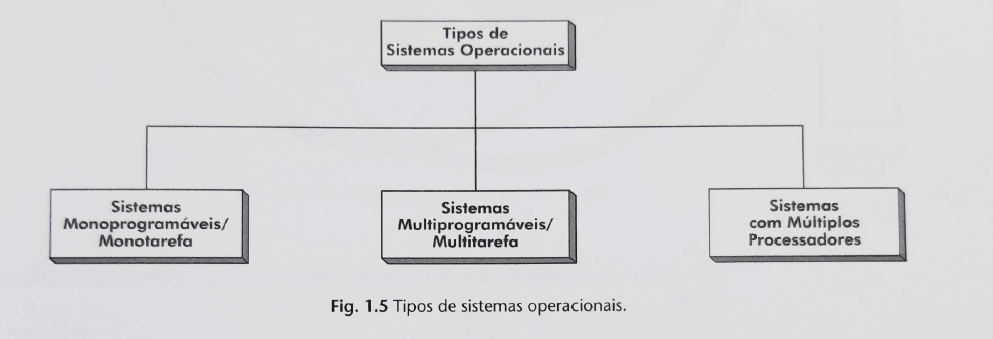 Tipos de
Sistemas Operacionais
Sistemas
Monoprogramáveis/
Monotarefa
Sistemas
Multiprogramáveis/
Multitarefa
Sistemas
com Múltiplos
Processadores
Fig. 1.5 Tipos de sistemas operacionais.